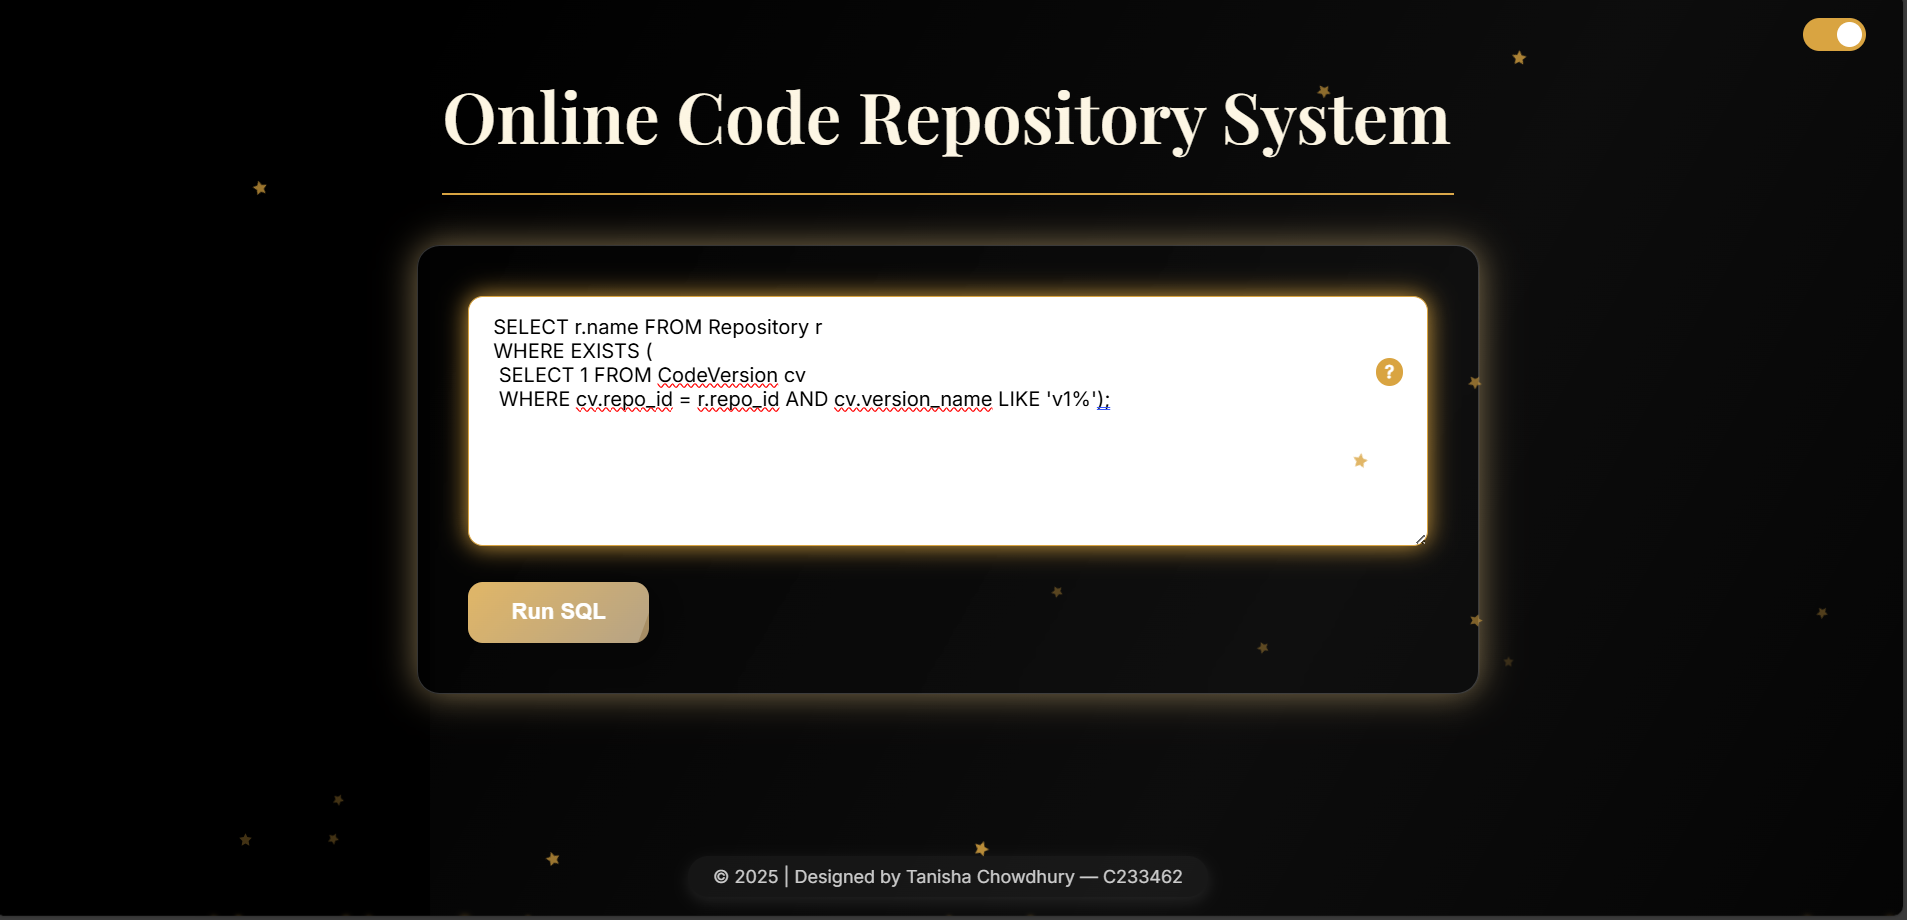 Online Code Repository System
SELECT r.name FROM Repository r
WHERE EXISTS (
SELECT 1 FROM CodeVersion cv
WHERE cv.repo_id = r.repo_id AND cv.version_name LIKE 'v1%');
?
Run SQL
© 2025 | Designed by Tanisha Chowdhury — C233462